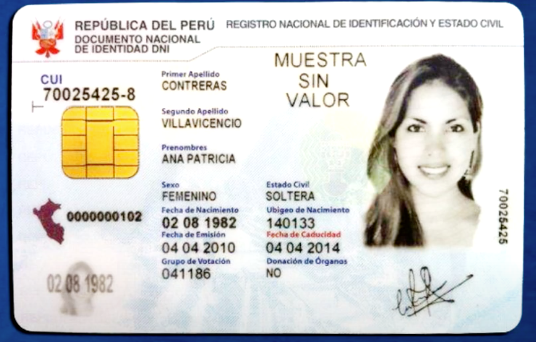 REPÚBLICA DEL PERÚ
REGISTRO NACIONAL DE IDENTIFICACIÓN Y ESTADO CIVIL
DOCUMENTO NACIONAL
DE IDENTIDAD DNI
MUESTRA
SIN
VALOR
CUI
70025425-8
Primer Apellido
CONTRERAS
Segundo Apellido
VILLAVICENCIO
Prenombres
ANA PATRICIA
Sexo Estado Civil
FEMENINO SOLTERA
Fecha de Nacimiento Ubigeo de Nacimiento
02 08 1982 140133
Fecha de Emisión Fecha de Caducidad
04 04 2010 04 04 2014
Grupo de Votación Donación de Órganos
041186 NO
0000000102
02 08 1982
70025425